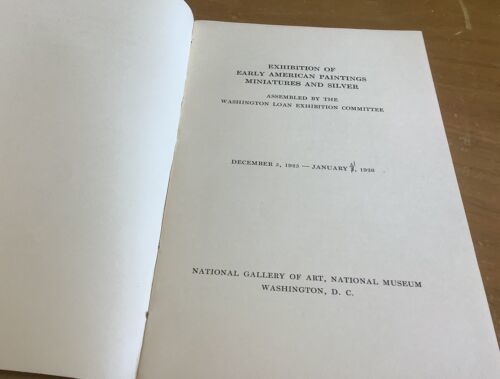 EXHIBITION OF
EARLY AMERICAN PAINTINGS
MINIATURES AND SILVER
ASSEMBLED BY THE
WASHINGTON LOAN EXHIBITION COMMITTEE
DECEMBER 5, 1925 — JANUARY , 1926
NATIONAL GALLERY OF ART, NATIONAL MUSEUM
WASHINGTON, D. C.